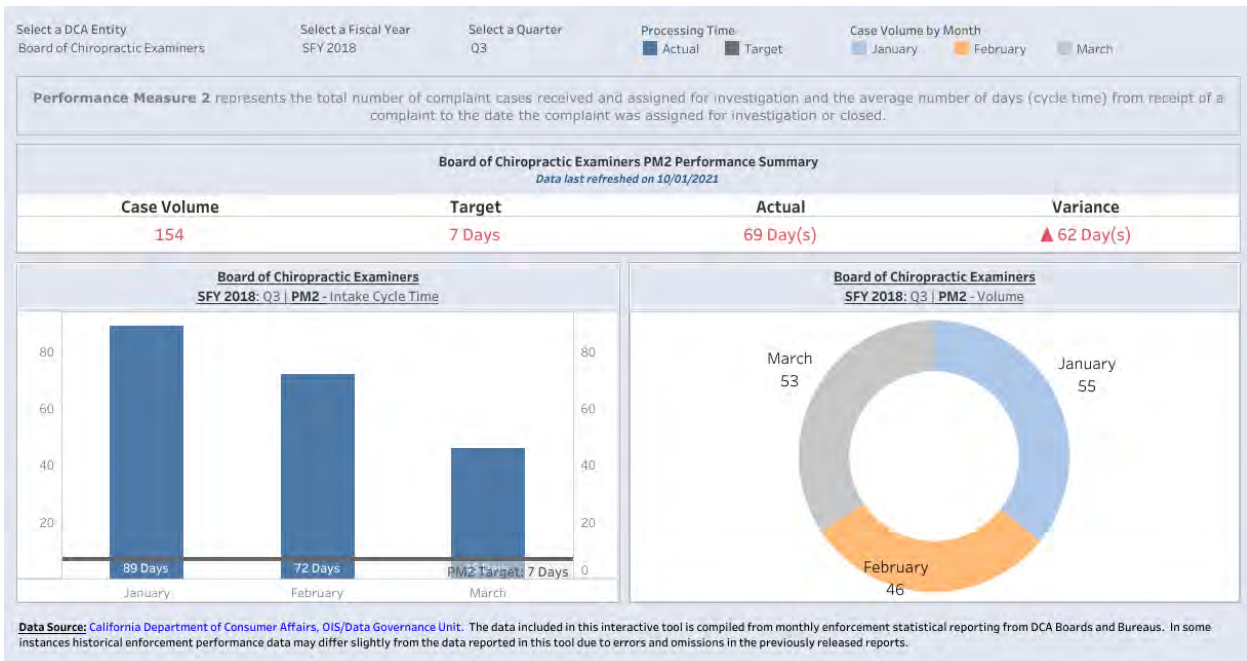 Select a DCA Entity
Select a Fiscal Year
Select a Quarter
Processing Time
Case Volume by Month
Board of Chiropractic Examiners
SFY 2018
Q3
Actual
Target
January
February
March
Performance Measure 2 represents the total number of complaint cases received and assigned for investigation and the average number of days (cycle time) from receipt of a
complaint to the date the complaint was assigned for investigation or closed.
Board of Chiropractic Examiners PM2 Performance Summary
Data last refreshed on 10/01/2021
Case Volume
Target
Actual
Variance
154
7 Days
69 Day(s)
▲ 62 Day(s)
Board of Chiropractic Examiners
SFY 2018: Q3 | PM2 - Intake Cycle Time
80
60
40
20
80
60
40
20
0
89 Days
72 Days
PM2 Target: 7 Days
January
February
March
Board of Chiropractic Examiners
SFY 2018: Q3 | PM2 - Volume
March
53
January
55
February
46
Data Source: California Department of Consumer Affairs, OIS/Data Governance Unit. The data included in this interactive tool is compiled from monthly enforcement statistical reporting from DCA Boards and Bureaus. In some
instances historical enforcement performance data may differ slightly from the data reported in this tool due to errors and omissions in the previously released reports.